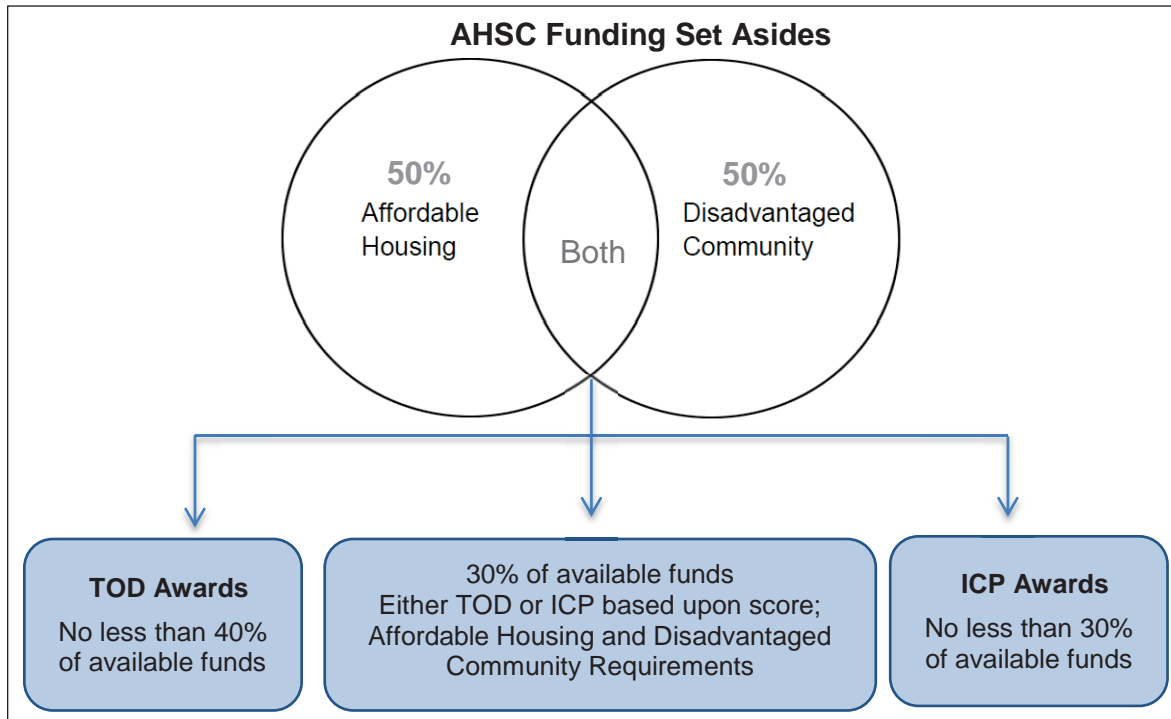 AHSC Funding Set Asides
50%
Affordable
Housing
Both
50%
Disadvantaged
Community
TOD Awards
No less than 40%
of available funds
30% of available funds
Either TOD or ICP based upon score;
Affordable Housing and Disadvantaged
Community Requirements
ICP Awards
No less than 30%
of available funds